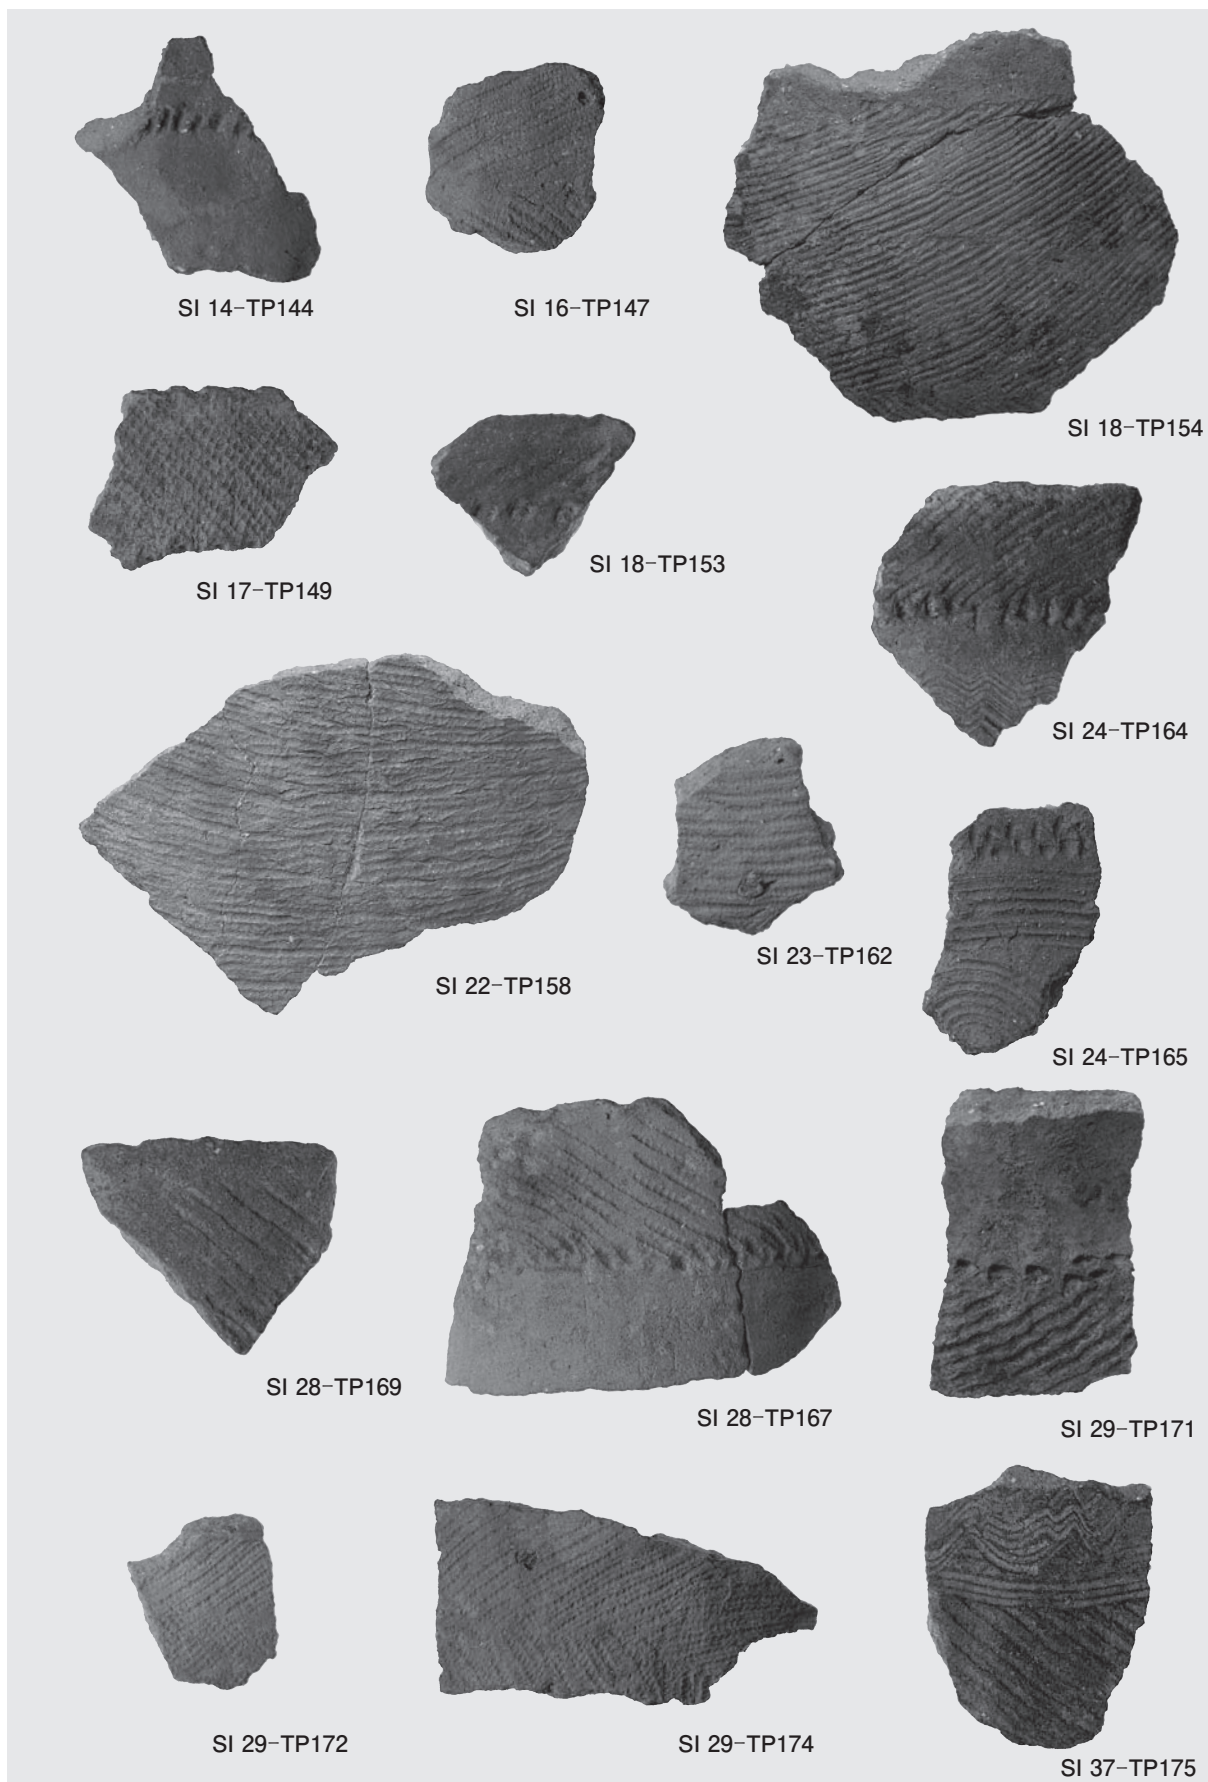 SI 14-TP144
SI 16-TP147
SI 18-TP154
SI 17-TP149
SI 18-TP153
SI 24-TP164
SI 22-TP158
SI 23-TP162
SI 24-TP165
SI 28-TP169
SI 28-TP167
SI 29-TP171
SI 29-TP172
SI 29-TP174
SI 37-TP175